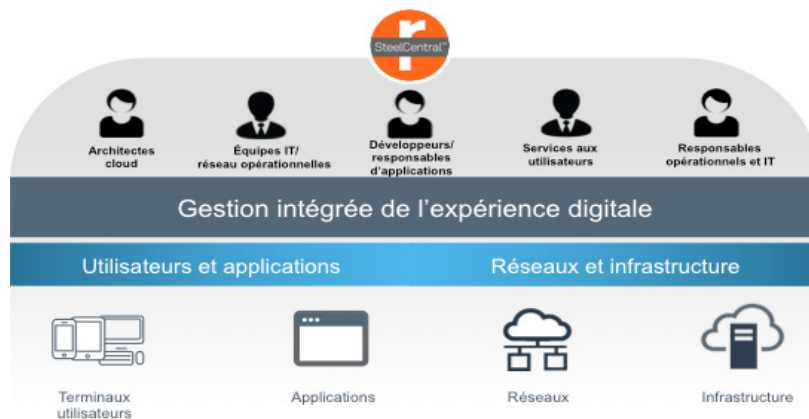 SteelCentral™
Architectes
cloud
Équipes IT/
réseau opérationnelles
Développeurs/
responsables
d'applications
Services aux
utilisateurs
Responsables
opérationnels et IT
Gestion intégrée de l'expérience digitale
Utilisateurs et applications
Réseaux et infrastructure
Terminaux
utilisateurs
Applications
Réseaux
Infrastructure